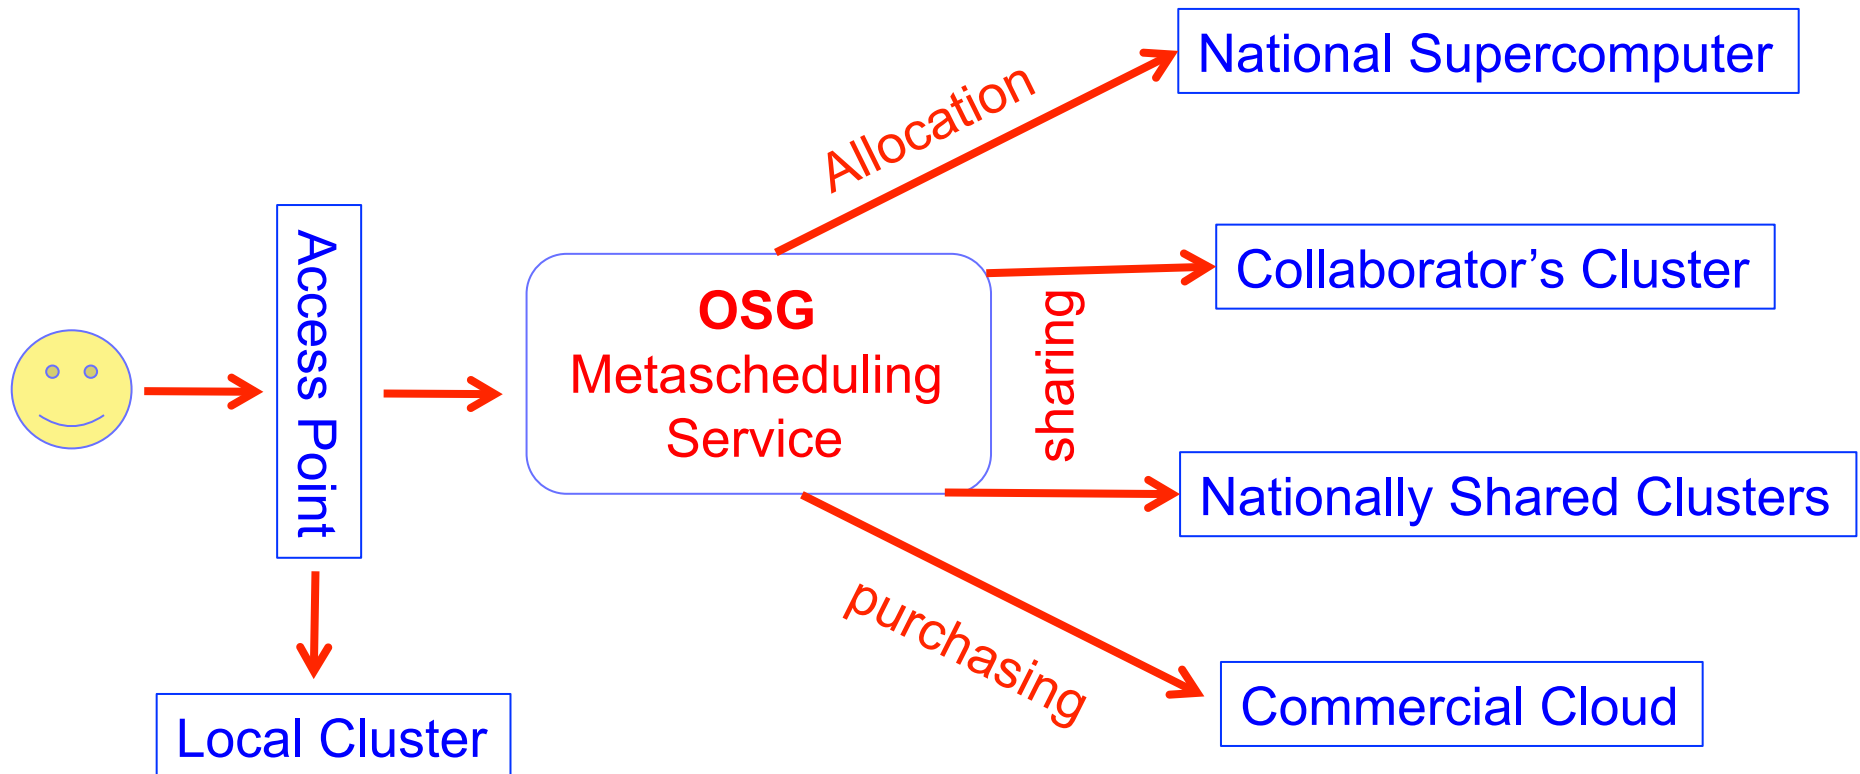 National Supercomputer
Allocation
Access Point
Collaborator’s Cluster
OSG
Metascheduling
Service
sharing
Nationally Shared Clusters
purchasing
Commercial Cloud
Local Cluster